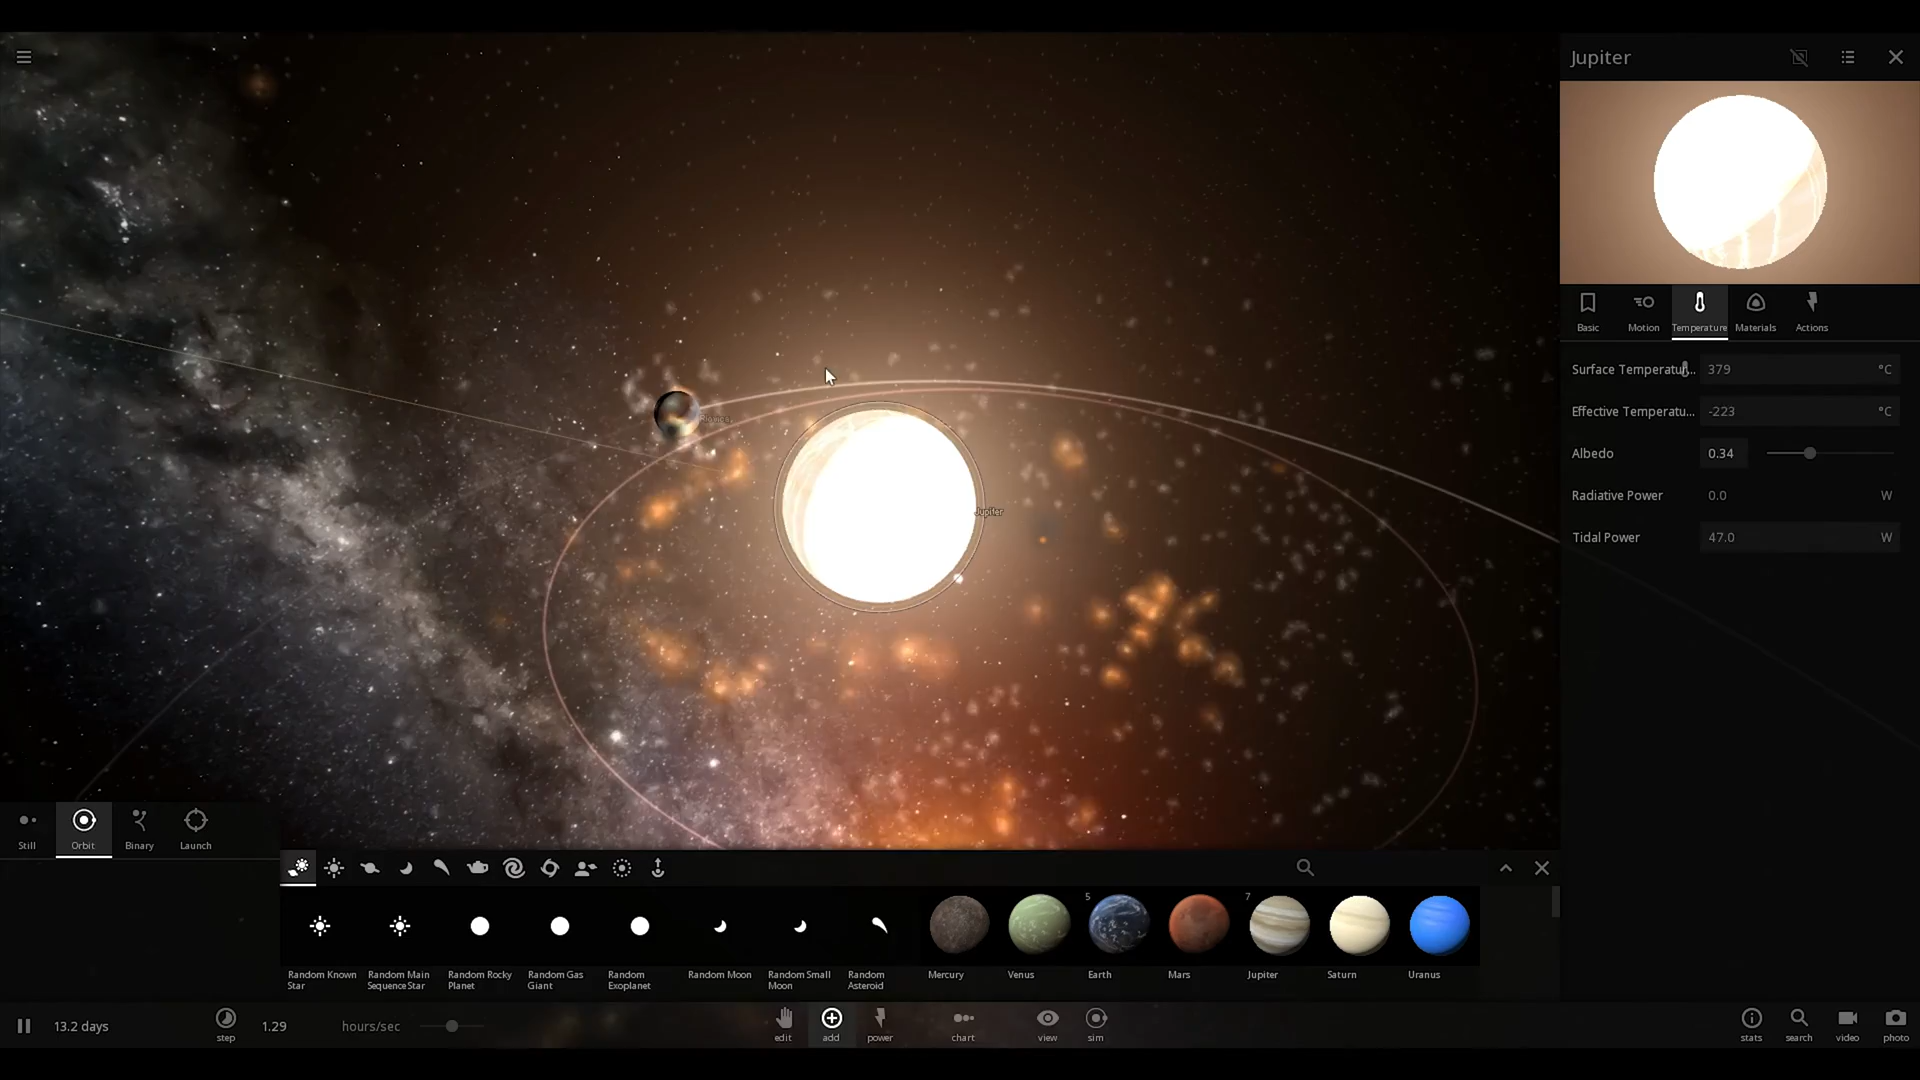 Jupiter
Basic
Motion
Temperature
Materials
Actions
Surface Temperatur...
379
°C
Effective Temperatu...
-223
°C
Albedo
0.34
Radiative Power
0.0
W
Tidal Power
47.0
W
Jupiter
Still
Orbit
Binary
Launch
5
7
Random Known
Star
Random Main
Sequence Star
Random Rocky
Planet
Random Gas
Giant
Random
Exoplanet
Random Moon
Random Small
Moon
Random
Asteroid
Mercury
Venus
Earth
Mars
Jupiter
Saturn
Uranus
13.2 days
step
1.29
hours/sec
edit
add
power
chart
view
sim
stats
search
video
photo